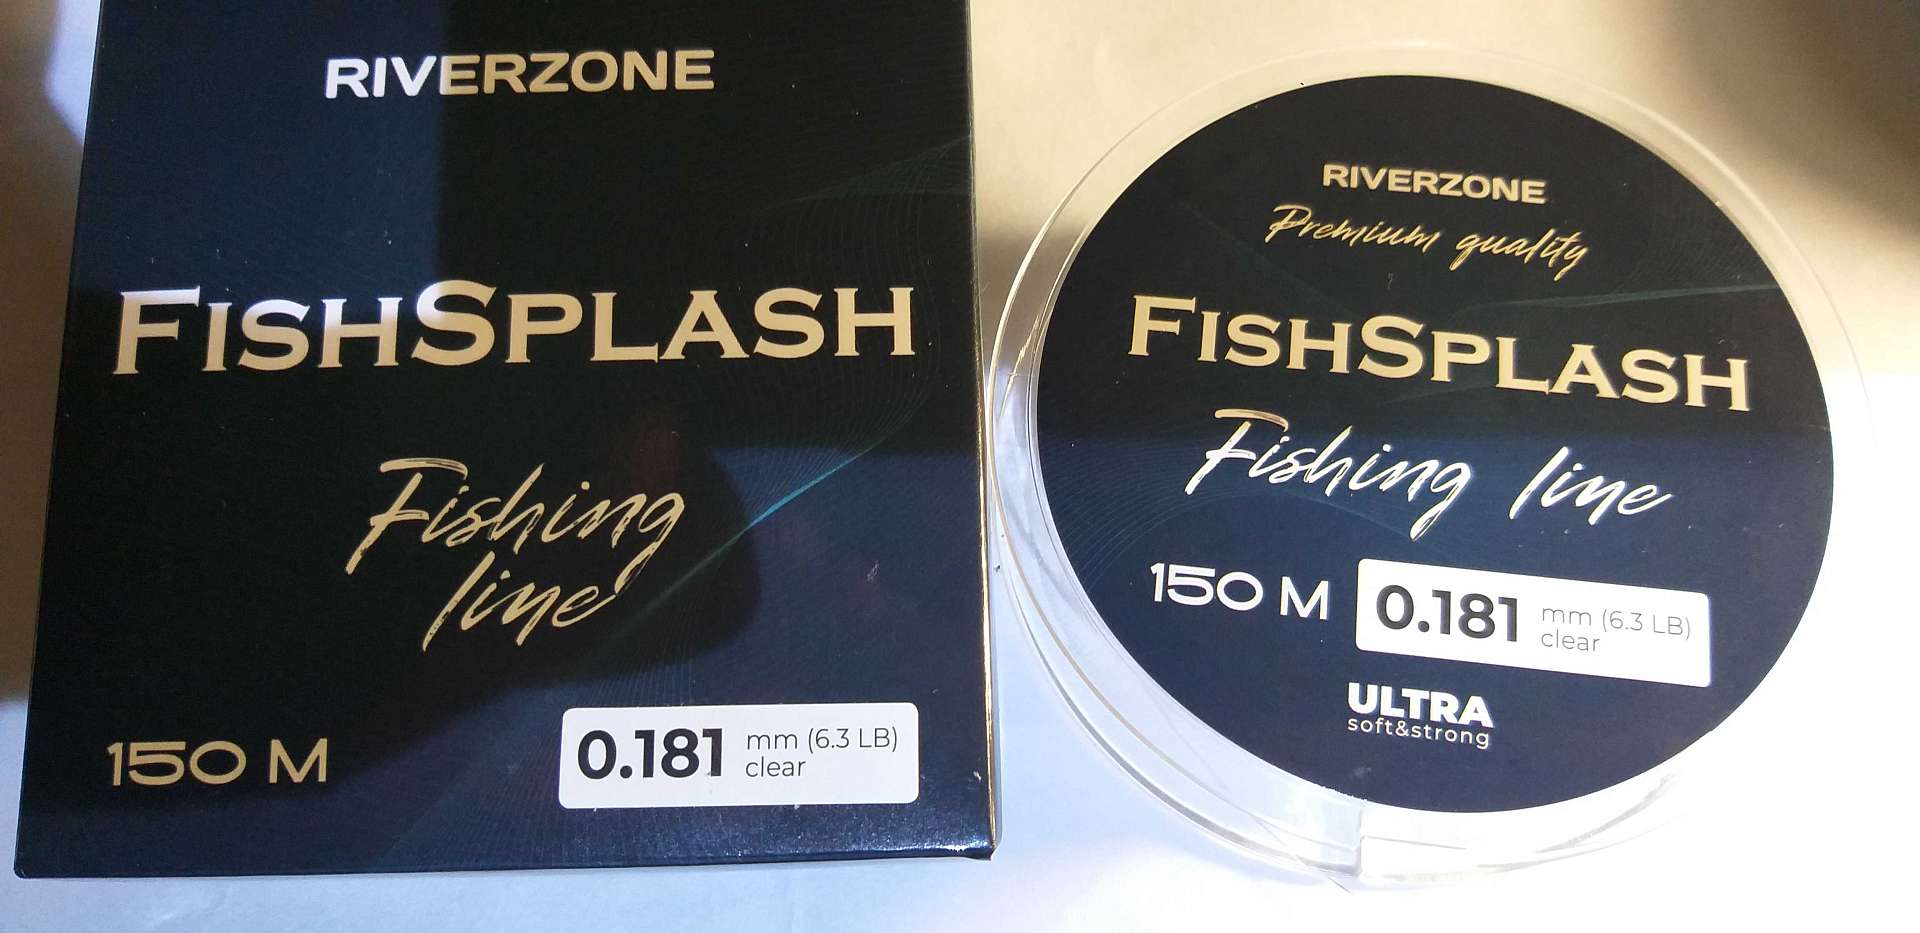 RIVERZONE
FISHSPLASH
Fishing
line
150 M
0.181 mm (6.3 LB)
clear
RIVERZONE
Premium quality
FISHSPLASH
Fishing line
150 M
0.181 mm (6.3 LB)
clear
ULTRA
soft&strong